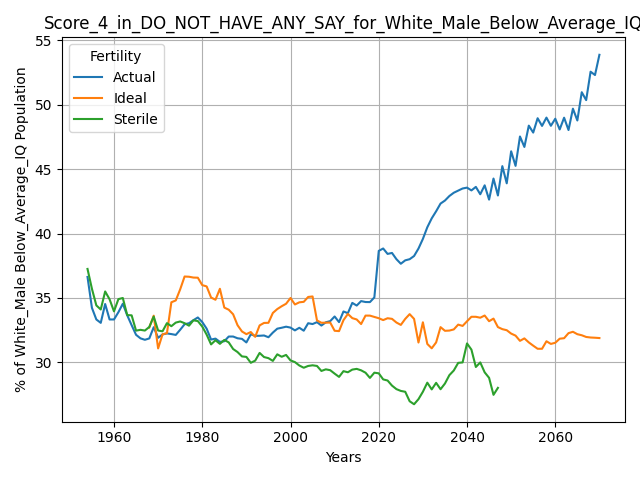 Score_4_in_DO_NOT_HAVE_ANY_SAY_for_White_Male_Below_Average_IQ
% of White_Male Below_Average_IQ Population
55
50
45
40
35
30
Fertility
Actual
Ideal
Sterile
1960 1980 2000 2020 2040 2060
Years